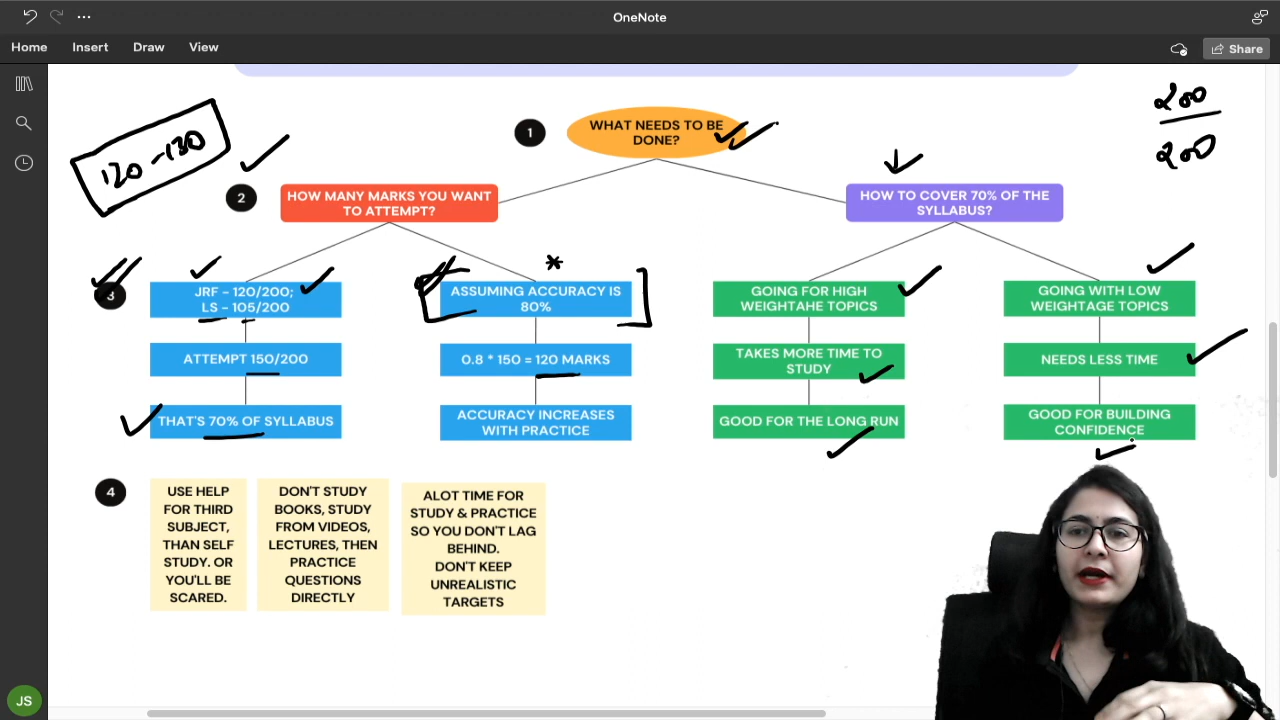 OneNote
Home Insert Draw View
Share
120 - 130
200
200
1
WHAT NEEDS TO BE
DONE?
2
HOW MANY MARKS YOU WANT
TO ATTEMPT?
HOW TO COVER 70% OF THE
SYLLABUS?
3
JRF - 120/200;
LS - 105/200
ASSUMING ACCURACY IS
80%
GOING FOR HIGH
WEIGHTAHE TOPICS
GOING WITH LOW
WEIGHTAGE TOPICS
ATTEMPT 150/200
0.8 * 150 = 120 MARKS
TAKES MORE TIME TO
STUDY
NEEDS LESS TIME
THAT'S 70% OF SYLLABUS
ACCURACY INCREASES
WITH PRACTICE
GOOD FOR THE LONG RUN
GOOD FOR BUILDING
CONFIDENCE
4
USE HELP
FOR THIRD
SUBJECT,
THAN SELF
STUDY. OR
YOU'LL BE
SCARED.
DON'T STUDY
BOOKS, STUDY
FROM VIDEOS,
LECTURES, THEN
PRACTICE
QUESTIONS
DIRECTLY
ALOT TIME FOR
STUDY & PRACTICE
SO YOU DON'T LAG
BEHIND.
DON'T KEEP
UNREALISTIC
TARGETS
JS